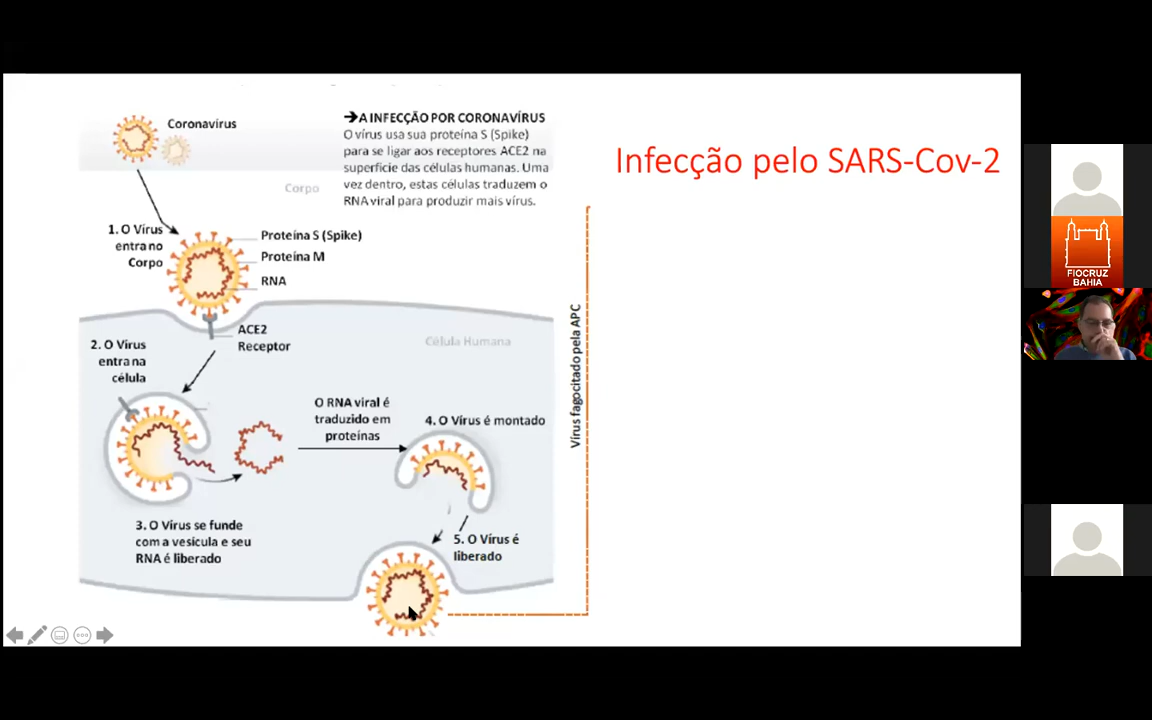 Coronavírus
➔A INFECÇÃO POR CORONAVÍRUS
O vírus usa sua proteína S (Spike)
para se ligar aos receptores ACE2 na
superfície das células humanas. Uma
vez dentro, estas células traduzem o
RNA viral para produzir mais vírus.
Infecção pelo SARS-Cov-2
Corpo
1. O Vírus
entra no
Corpo
Proteína S (Spike)
Proteína M
RNA
ACE2
Receptor
Célula Humana
2. O Vírus
entra na
célula
O RNA viral é
traduzido em
proteínas
4. O Vírus é montado
3. O Vírus se funde
com a vesícula e seu
RNA é liberado
5. O Vírus é
liberado
Vírus fagocitado pela APC
FIOCRUZ
BAHIA